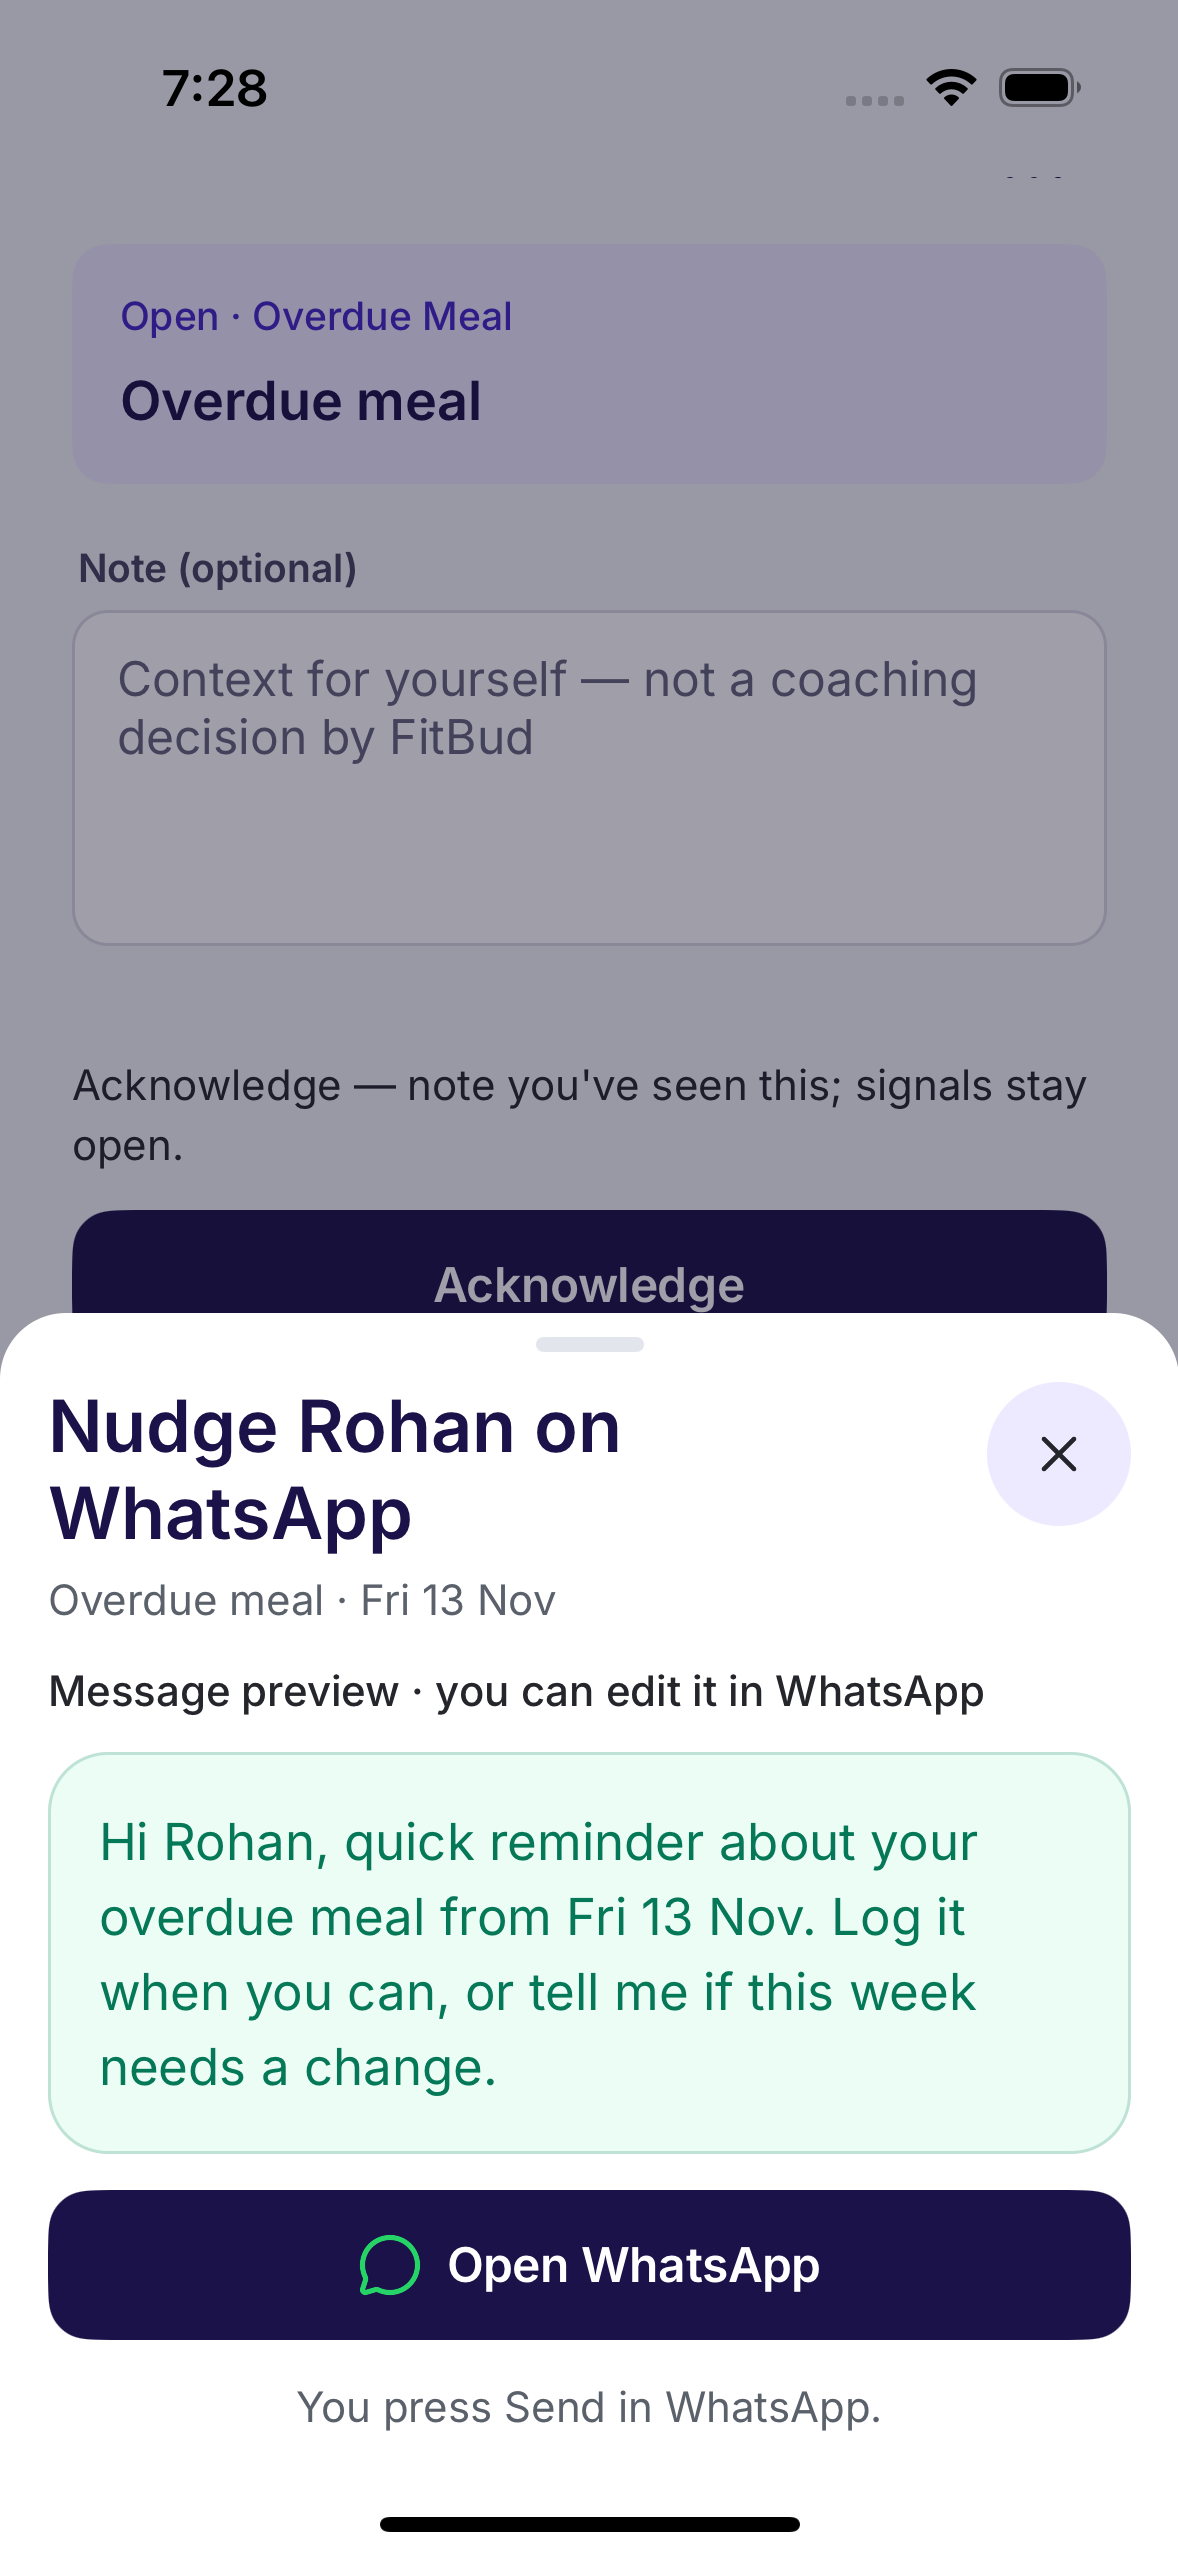 7:28
Open · Overdue Meal
Overdue meal
Note (optional)
Context for yourself — not a coaching
decision by FitBud
Acknowledge — note you've seen this; signals stay
open.
Acknowledge
Nudge Rohan on
WhatsApp
Overdue meal · Fri 13 Nov
Message preview · you can edit it in WhatsApp
Hi Rohan, quick reminder about your
overdue meal from Fri 13 Nov. Log it
when you can, or tell me if this week
needs a change.
Open WhatsApp
You press Send in WhatsApp.